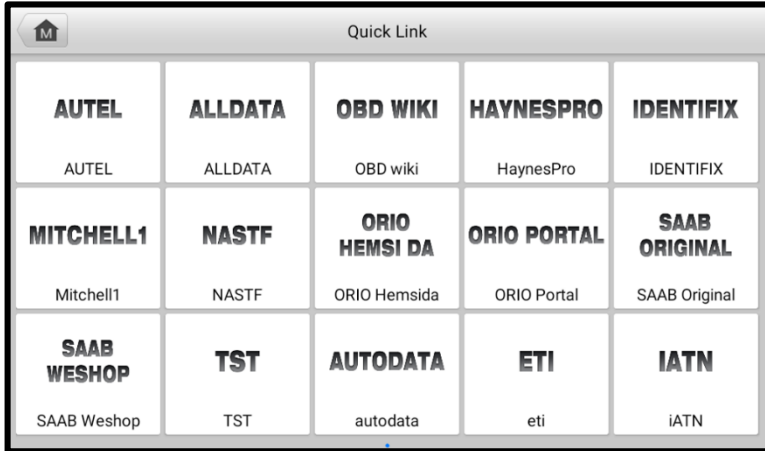 M
Quick Link
AUTEL
AUTEL
ALLDATA
ALLDATA
OBD WIKI
OBD wiki
HAYNESPRO
HaynesPro
IDENTIFIX
IDENTIFIX
MITCHELL1
Mitchell1
NASTF
NASTF
ORIO
HEMSI DA
ORIO Hemsida
ORIO PORTAL
ORIO Portal
SAAB
ORIGINAL
SAAB Original
SAAB
WESHOP
SAAB Weshop
TST
TST
AUTODATA
autodata
ETI
eti
IATN
iATN